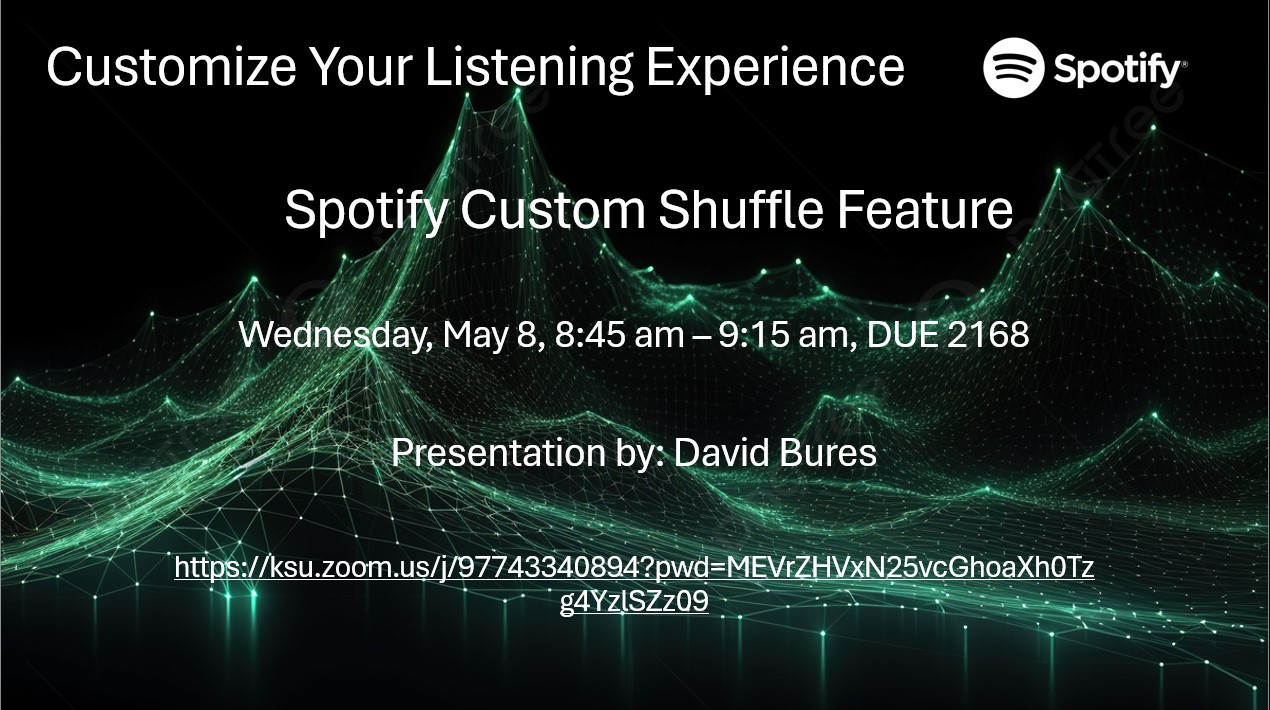 Customize Your Listening Experience
Spotify®
Spotify Custom Shuffle Feature
Wednesday, May 8, 8:45 am – 9:15 am, DUE 2168
Presentation by: David Bures
https://ksu.zoom.us/j/97743340894?pwd=MEVrZHVxN25vcGhoaXh0Tz
g4YzlSZz09